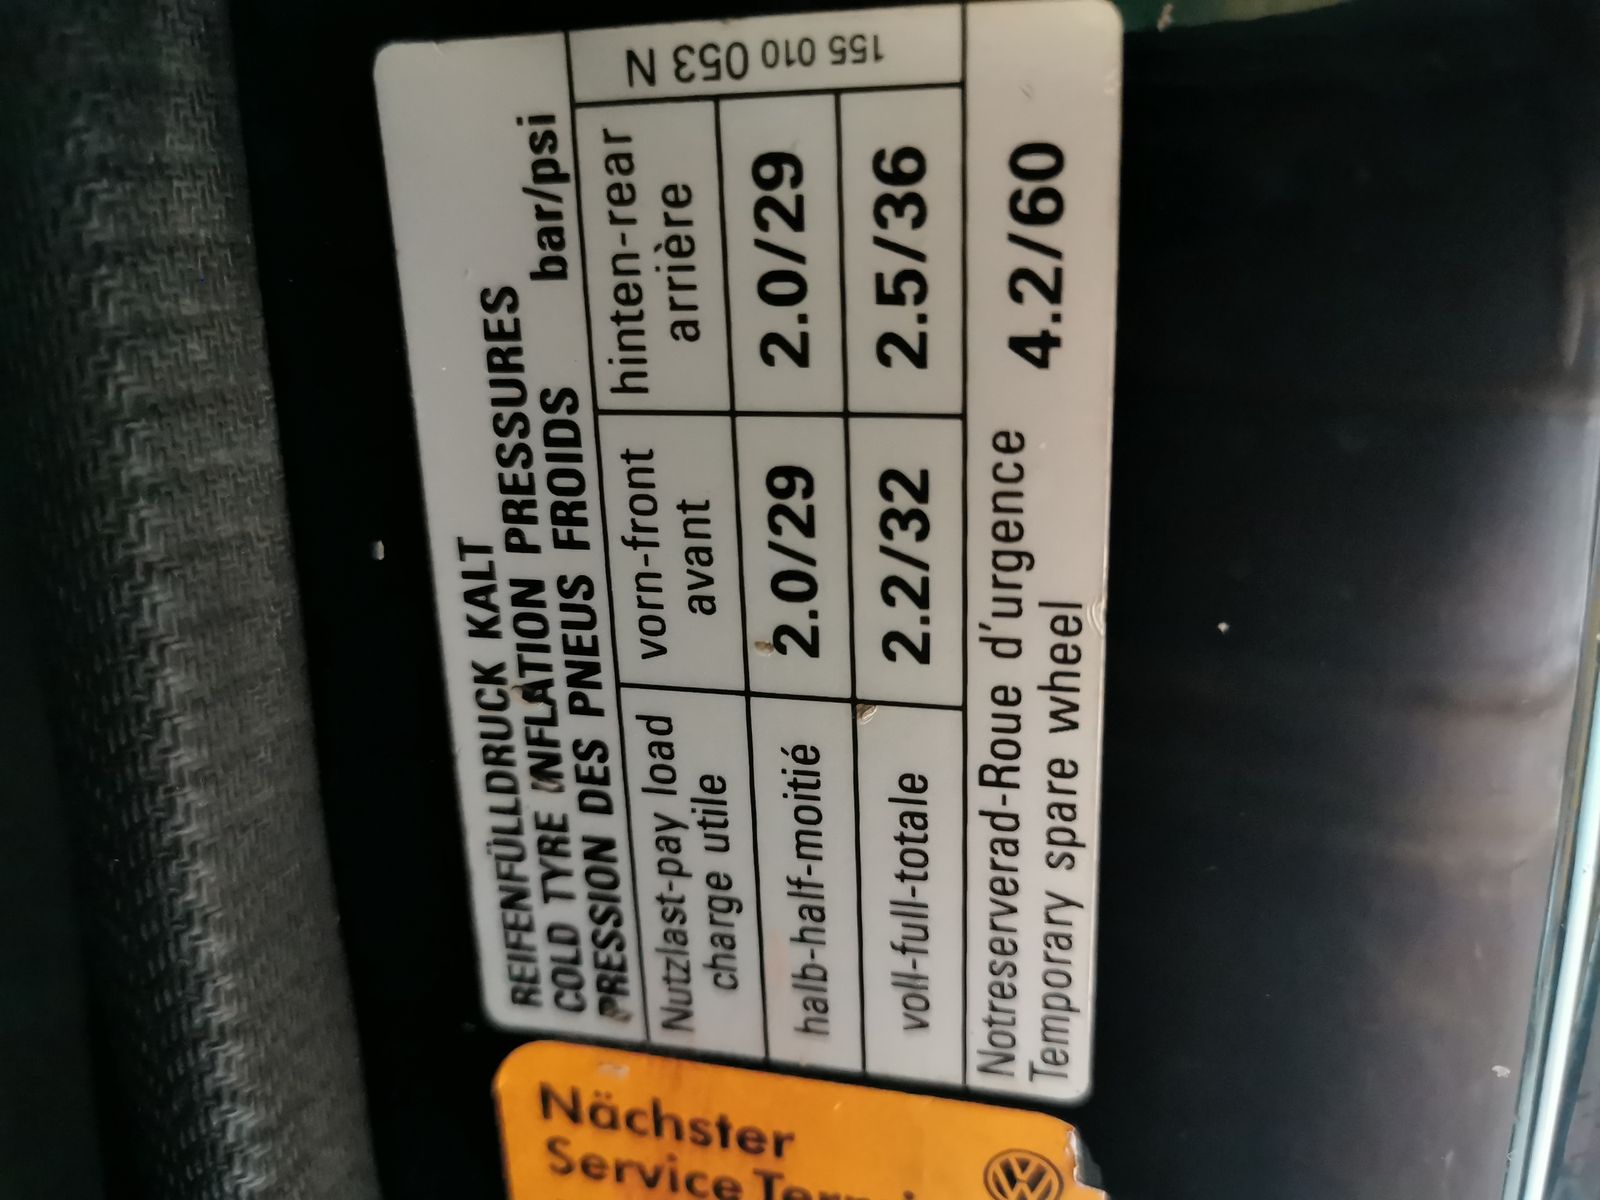 REIFENFÜLLDRUCK KALT
COLD TYRE INFLATION PRESSURES
PRESSION DES PNEUS FROIDS bar/psi
Nutzlast-pay load vorn-front hinten-rear
charge utile avant arrière
halb-half-moitié 2.0/29 2.0/29
voll-full-totale 2.2/32 2.5/36
155 010 053 N
Notreserverad-Roue d'urgence 4.2/60
Temporary spare wheel
Nächster
Service